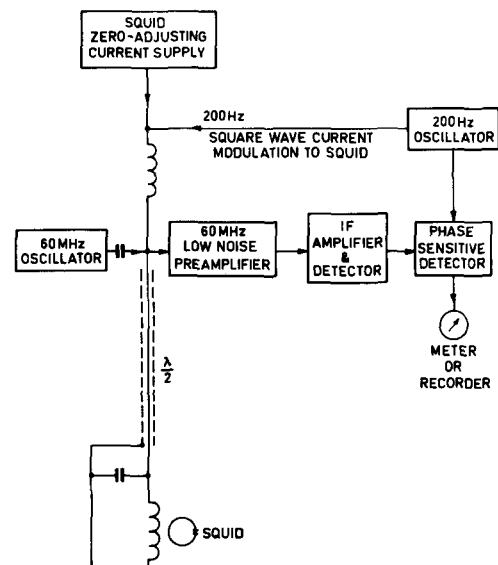 SQUID
ZERO-ADJUSTING
CURRENT SUPPLY
200Hz
SQUARE WAVE CURRENT
MODULATION TO SQUID
200Hz
OSCILLATOR
60MHz
OSCILLATOR
60MHz
LOW NOISE
PREAMPLIFIER
IF
AMPLIFIER
&
DETECTOR
PHASE
SENSITIVE
DETECTOR
METER
OR
RECORDER
λ/2
SQUID